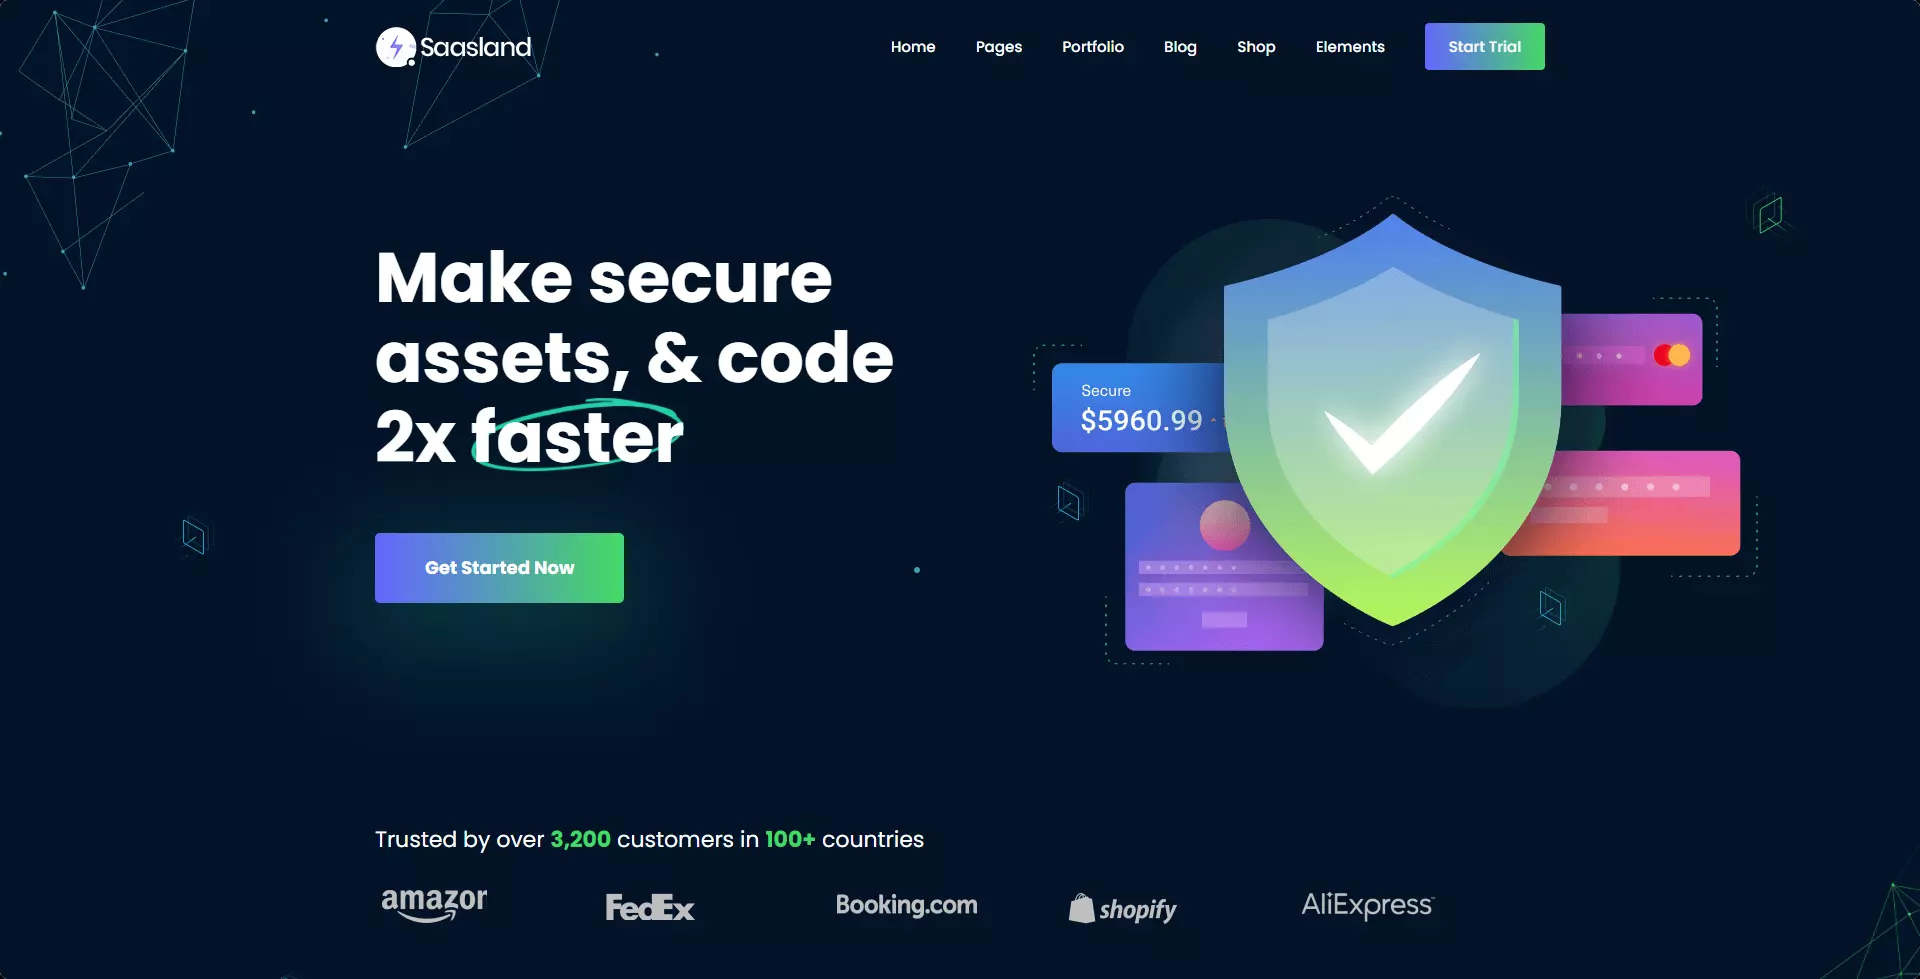 Saasland
Home Pages Portfolio Blog Shop Elements Start Trial
Make secure
assets, & code
2x faster
Get Started Now
Secure
$5960.99
Trusted by over 3,200 customers in 100+ countries
amazon FedEx Booking.com shopify AliExpress